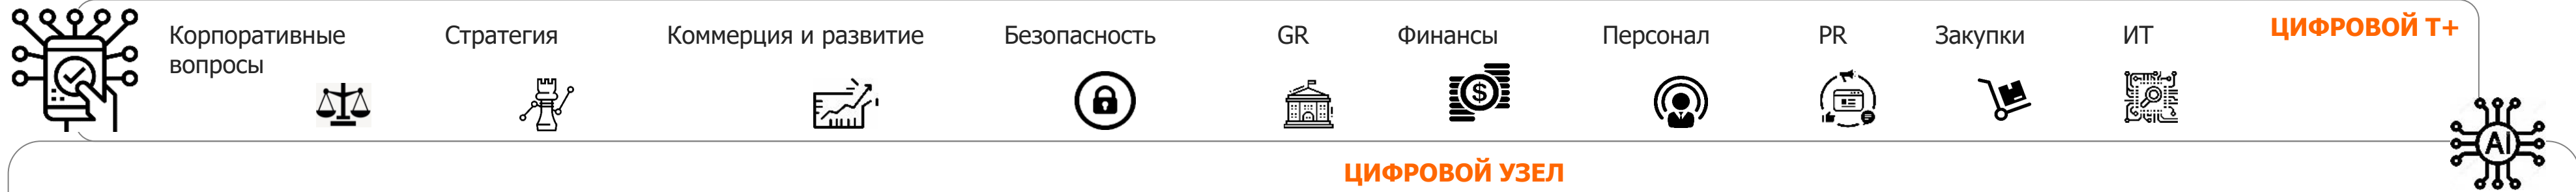 Корпоративные
вопросы
Стратегия
Коммерция и развитие
Безопасность
GR
Финансы
Персонал
PR
Закупки
ИТ
ЦИФРОВОЙ Т+
$
AI
ЦИФРОВОЙ УЗЕЛ